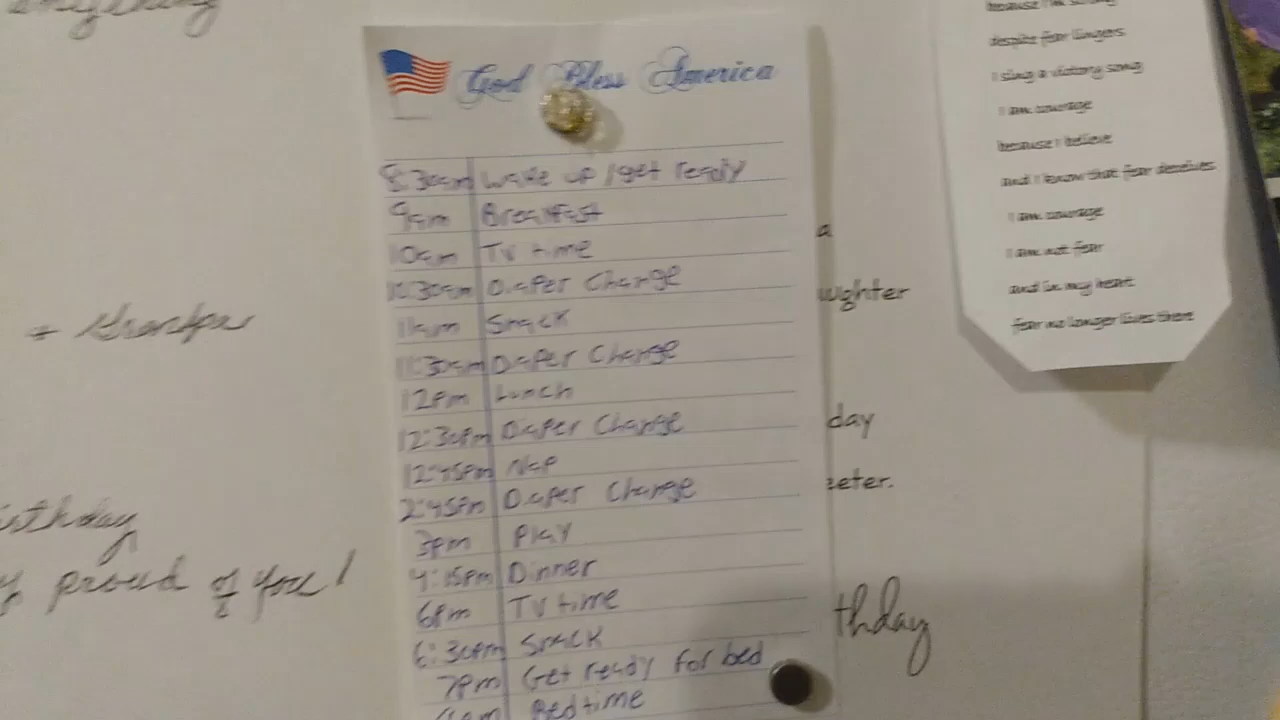 anything
God Bless America
8:30am wake up / get ready
9am Breakfast
10am TV time
10:30am Diaper Change
11am Snack
11:30am Diaper Change
12pm Lunch
12:30pm Diaper Change
12:45pm Nap
2:45pm Diaper Change
3pm Play
4:15pm Dinner
6pm TV time
6:30pm Snack
7pm Get ready for bed
Bedtime
+ Grandpa
proud of you!
a
ughter
day
eeter.
thday
despite fear lingers
I sing a victory song
I am courage
because I believe
and I know that fear deceives
I am courage
I am not fear
and in my heart
fear no longer lives there